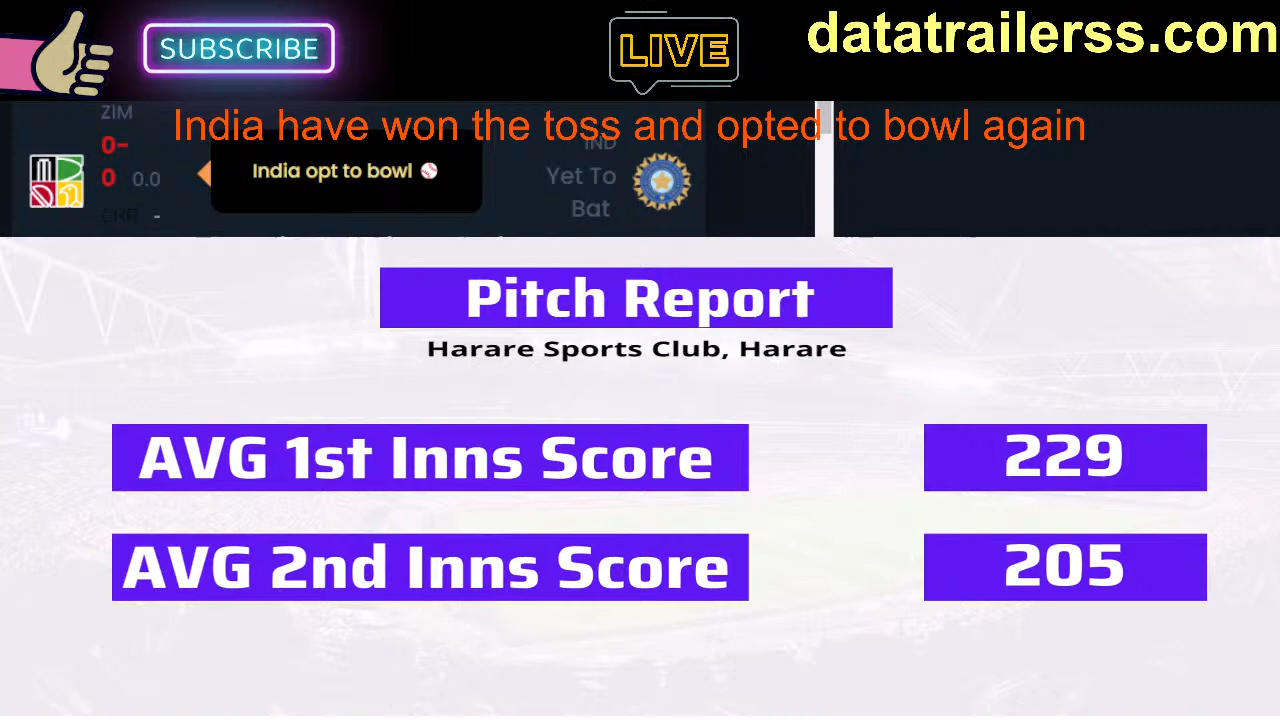 SUBSCRIBE
LIVE
datatrailerss.com
India have won the toss and opted to bowl again
ZIM
0-
0 0.0
CRR -
India opt to bowl
IND
Yet To
Bat
Pitch Report
Harare Sports Club, Harare
AVG 1st Inns Score 229
AVG 2nd Inns Score 205